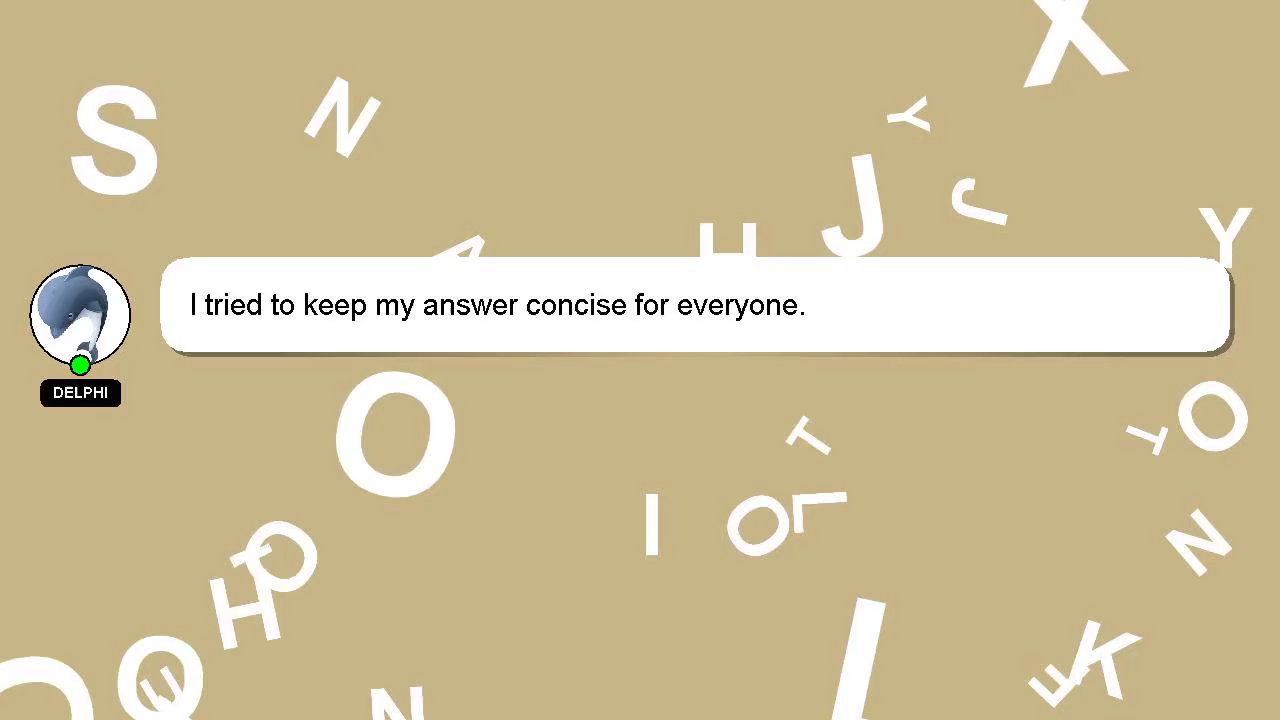 S
N
X
Y
J
J
H
A
Y
I tried to keep my answer concise for everyone.
DELPHI
O
T
T
O
I
O
L
N
O
T
H
K
E
I
O
N